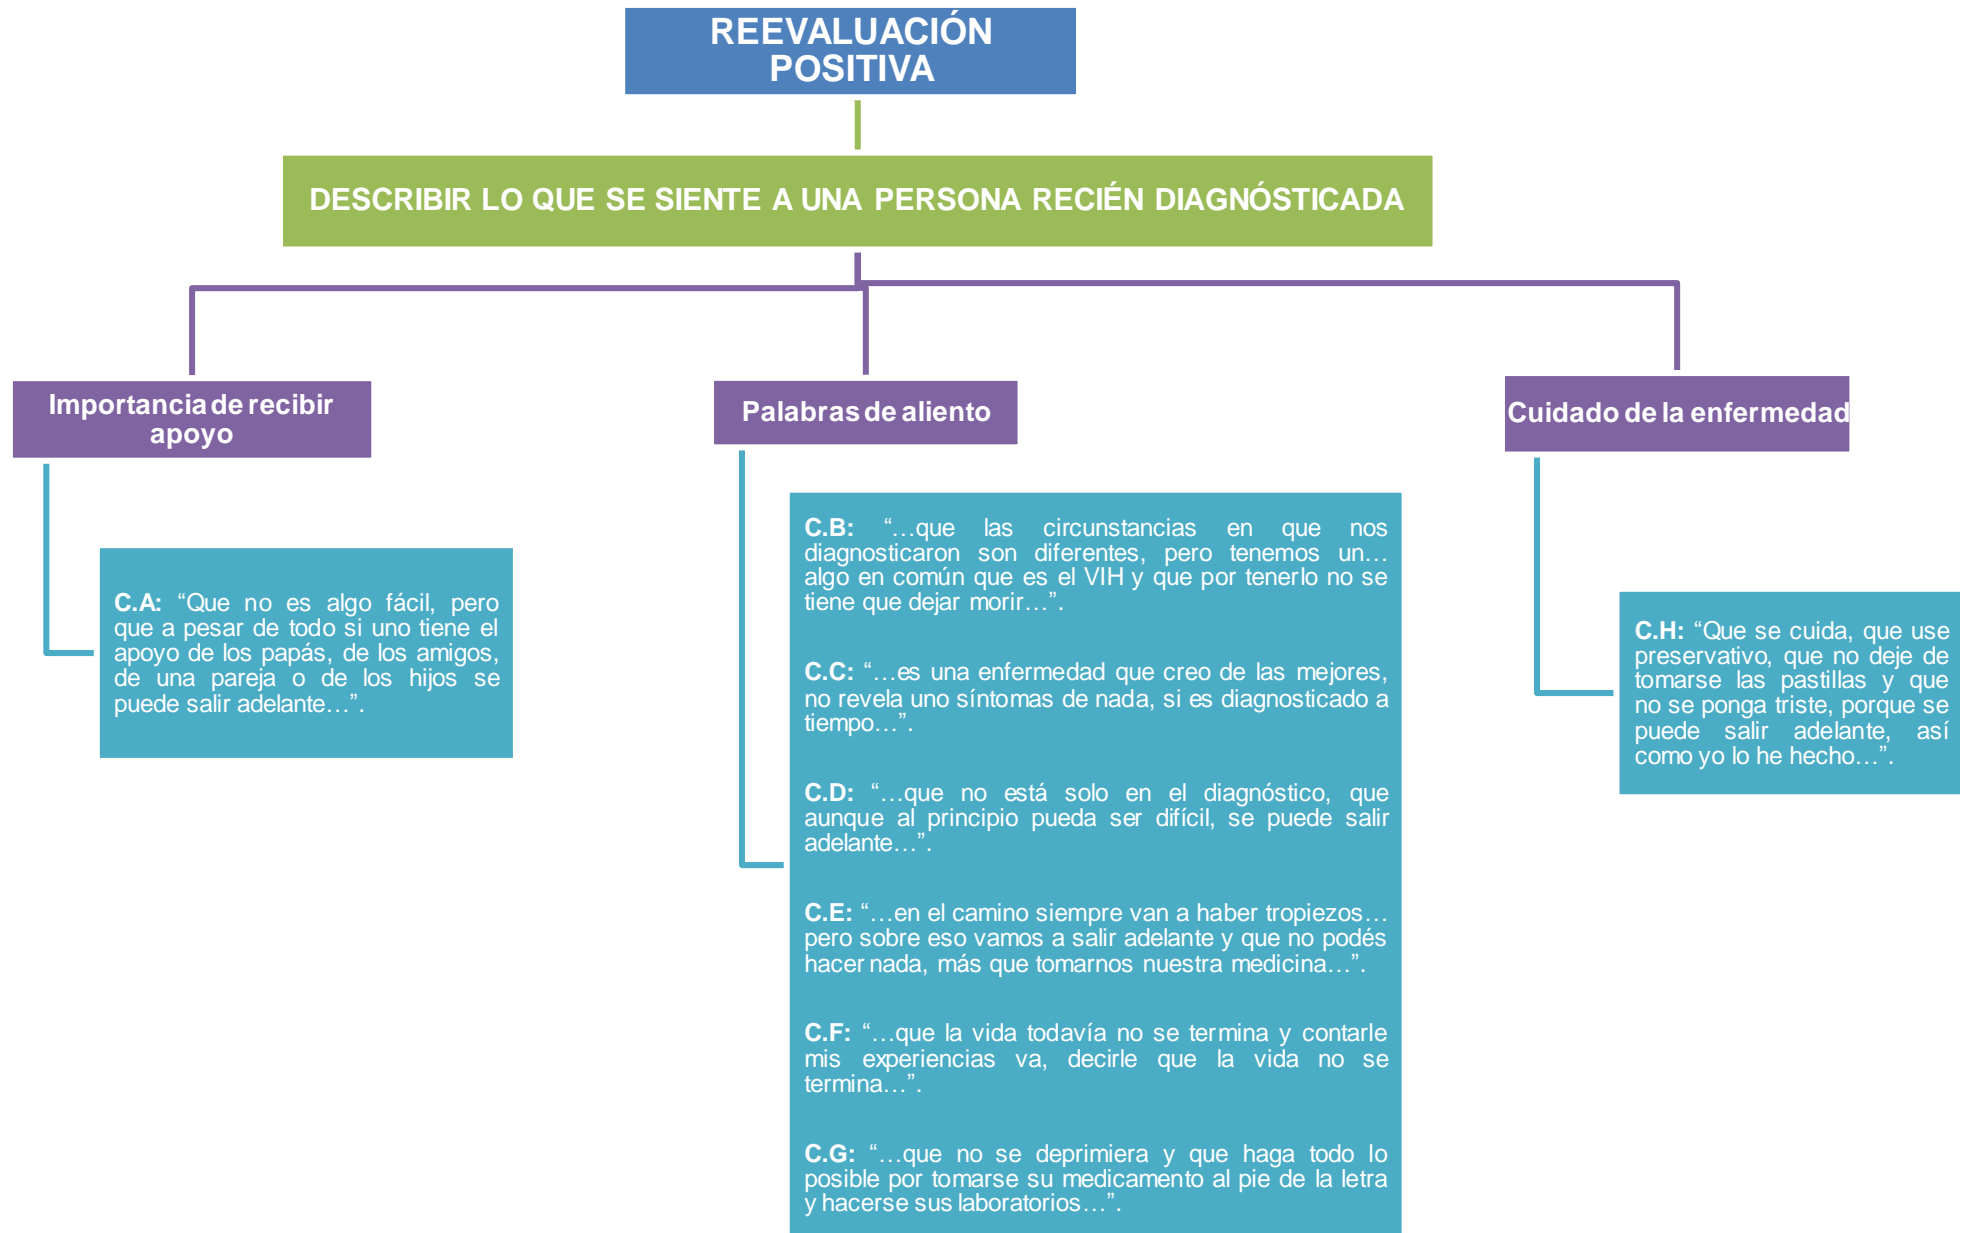 REEVALUACIÓN
POSITIVA
DESCRIBIR LO QUE SE SIENTE A UNA PERSONA RECIÉN DIAGNÓSTICADA
Importancia de recibir
apoyo
C.A: “Que no es algo fácil, pero
que a pesar de todo si uno tiene el
apoyo de los papás, de los amigos,
de una pareja o de los hijos se
puede salir adelante…”.
Palabras de aliento
C.B: “…que las circunstancias en que nos
diagnosticaron son diferentes, pero tenemos un…
algo en común que es el VIH y que por tenerlo no se
tiene que dejar morir…”.
C.C: “…es una enfermedad que creo de las mejores,
no revela uno síntomas de nada, si es diagnosticado a
tiempo…”.
C.D: “…que no está solo en el diagnóstico, que
aunque al principio pueda ser difícil, se puede salir
adelante…”.
C.E: “…en el camino siempre van a haber tropiezos…
pero sobre eso vamos a salir adelante y que no podés
hacer nada, más que tomarnos nuestra medicina…”.
C.F: “…que la vida todavía no se termina y contarle
mis experiencias va, decirle que la vida no se
termina…”.
C.G: “…que no se deprimiera y que haga todo lo
posible por tomarse su medicamento al pie de la letra
y hacerse sus laboratorios…”.
Cuidado de la enfermedad
C.H: “Que se cuida, que use
preservativo, que no deje de
tomarse las pastillas y que
no se ponga triste, porque se
puede salir adelante, así
como yo lo he hecho…”.